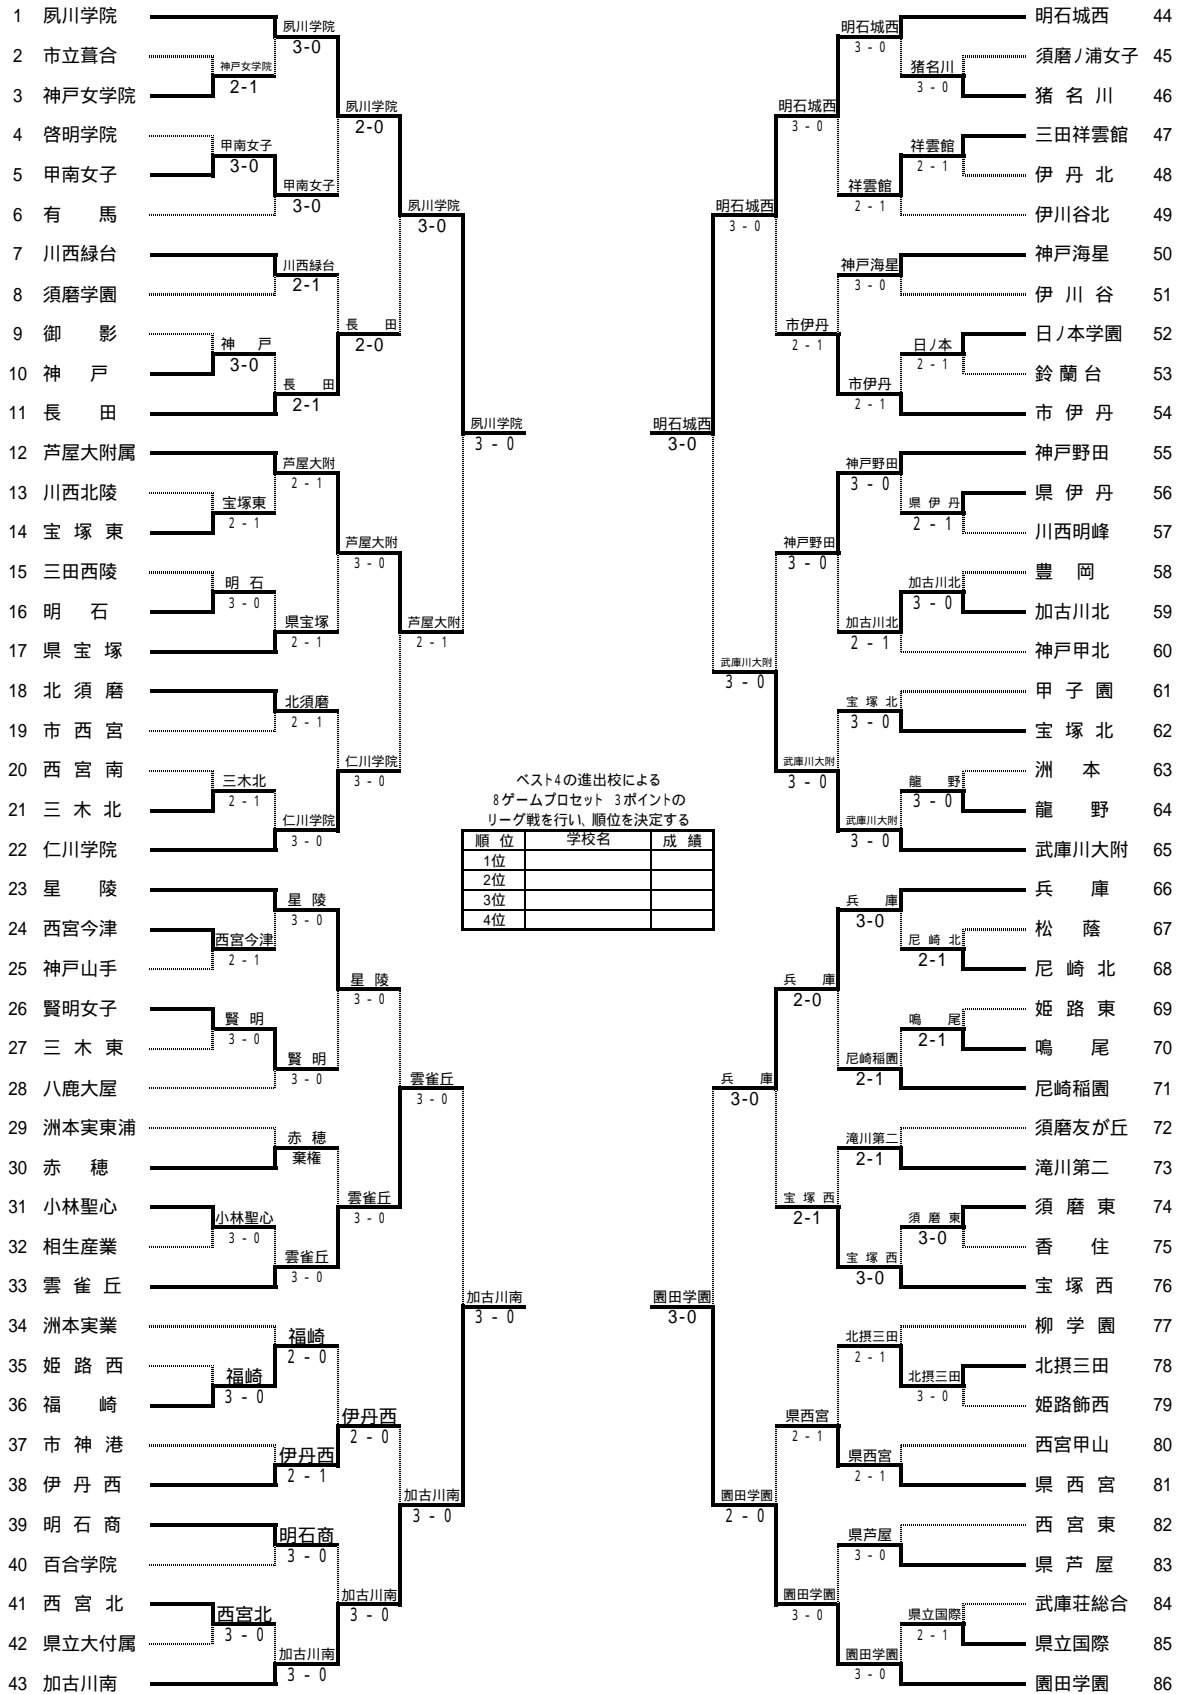 1 夙川学院
2 市立葺合
3 神戸女学院
4 啓明学院
5 甲南女子
6 有 馬
7 川西緑台
8 須磨学園
9 御 影
10 神 戸
11 長 田
12 芦屋大附属
13 川西北陵
14 宝 塚 東
15 三田西陵
16 明 石
17 県 宝 塚
18 北 須 磨
19 市 西 宮
20 西 宮 南
21 三 木 北
22 仁川学院
23 星 陵
24 西宮今津
25 神戸山手
26 賢明女子
27 三 木 東
28 八鹿大屋
29 洲本実東浦
30 赤 穂
31 小林聖心
32 相生産業
33 雲 雀 丘
34 洲本実業
35 姫 路 西
36 福 崎
37 市 神 港
38 伊 丹 西
39 明 石 商
40 百合学院
41 西 宮 北
42 県立大付属
43 加古川南
神戸女学院
2-1
甲南女子
3-0
神 戸
3-0
宝塚東
2 - 1
明 石
3 - 0
三木北
2 - 1
西宮今津
2 - 1
賢 明
3 - 0
小林聖心
3 - 0
福崎
3 - 0
西宮北
3 - 0
夙川学院
3-0
甲南女子
3-0
川西緑台
2-1
長 田
2-1
芦屋大附
2 - 1
県宝塚
2 - 1
北須磨
2 - 1
仁川学院
3 - 0
星 陵
3 - 0
賢 明
3 - 0
赤 穂
棄権
雲雀丘
3 - 0
福崎
2 - 0
伊丹西
2 - 1
明石商
3 - 0
加古川南
3 - 0
夙川学院
2-0
長 田
2-0
芦屋大附
3 - 0
仁川学院
3 - 0
星 陵
3 - 0
雲雀丘
3 - 0
伊丹西
2 - 0
加古川南
3 - 0
夙川学院
3-0
芦屋大附
2 - 1
雲雀丘
3 - 0
加古川南
3 - 0
夙川学院
3 - 0
加古川南
3 - 0
ベスト4の進出校による
8ゲームプロセット 3ポイントの
リーグ戦を行い、順位を決定する
順 位 学校名 成 績
1位
2位
3位
4位
明石城西
3-0
園田学園
3-0
明石城西
3 - 0
武庫川大附
3 - 0
兵 庫
3-0
園田学園
2 - 0
明石城西
3 - 0
市伊丹
2 - 1
神戸野田
3 - 0
武庫川大附
3 - 0
兵 庫
2-0
宝 塚 西
2-1
県西宮
2 - 1
園田学園
3 - 0
明石城西
3 - 0
祥雲館
2 - 1
神戸海星
3 - 0
市伊丹
2 - 1
神戸野田
3 - 0
加古川北
2 - 1
宝 塚 北
3 - 0
武庫川大附
3 - 0
兵 庫
3-0
尼崎稲園
2-1
滝川第二
2-1
宝 塚 西
3-0
北摂三田
2 - 1
県西宮
2 - 1
県芦屋
3 - 0
園田学園
3 - 0
猪名川
3 - 0
祥雲館
2 - 1
日ノ本
2 - 1
県 伊 丹
2 - 1
加古川北
3 - 0
龍 野
3 - 0
尼 崎 北
2-1
鳴 尾
2-1
須 磨 東
3-0
北摂三田
3 - 0
県立国際
2 - 1
明石城西 44
須磨ノ浦女子 45
猪 名 川 46
三田祥雲館 47
伊 丹 北 48
伊川谷北 49
神戸海星 50
伊 川 谷 51
日ノ本学園 52
鈴 蘭 台 53
市 伊 丹 54
神戸野田 55
県 伊 丹 56
川西明峰 57
豊 岡 58
加古川北 59
神戸甲北 60
甲 子 園 61
宝 塚 北 62
洲 本 63
龍 野 64
武庫川大附 65
兵 庫 66
松 蔭 67
尼 崎 北 68
姫 路 東 69
鳴 尾 70
尼崎稲園 71
須磨友が丘 72
滝川第二 73
須 磨 東 74
香 住 75
宝 塚 西 76
柳 学 園 77
北摂三田 78
姫路飾西 79
西宮甲山 80
県 西 宮 81
西 宮 東 82
県 芦 屋 83
武庫荘総合 84
県立国際 85
園田学園 86